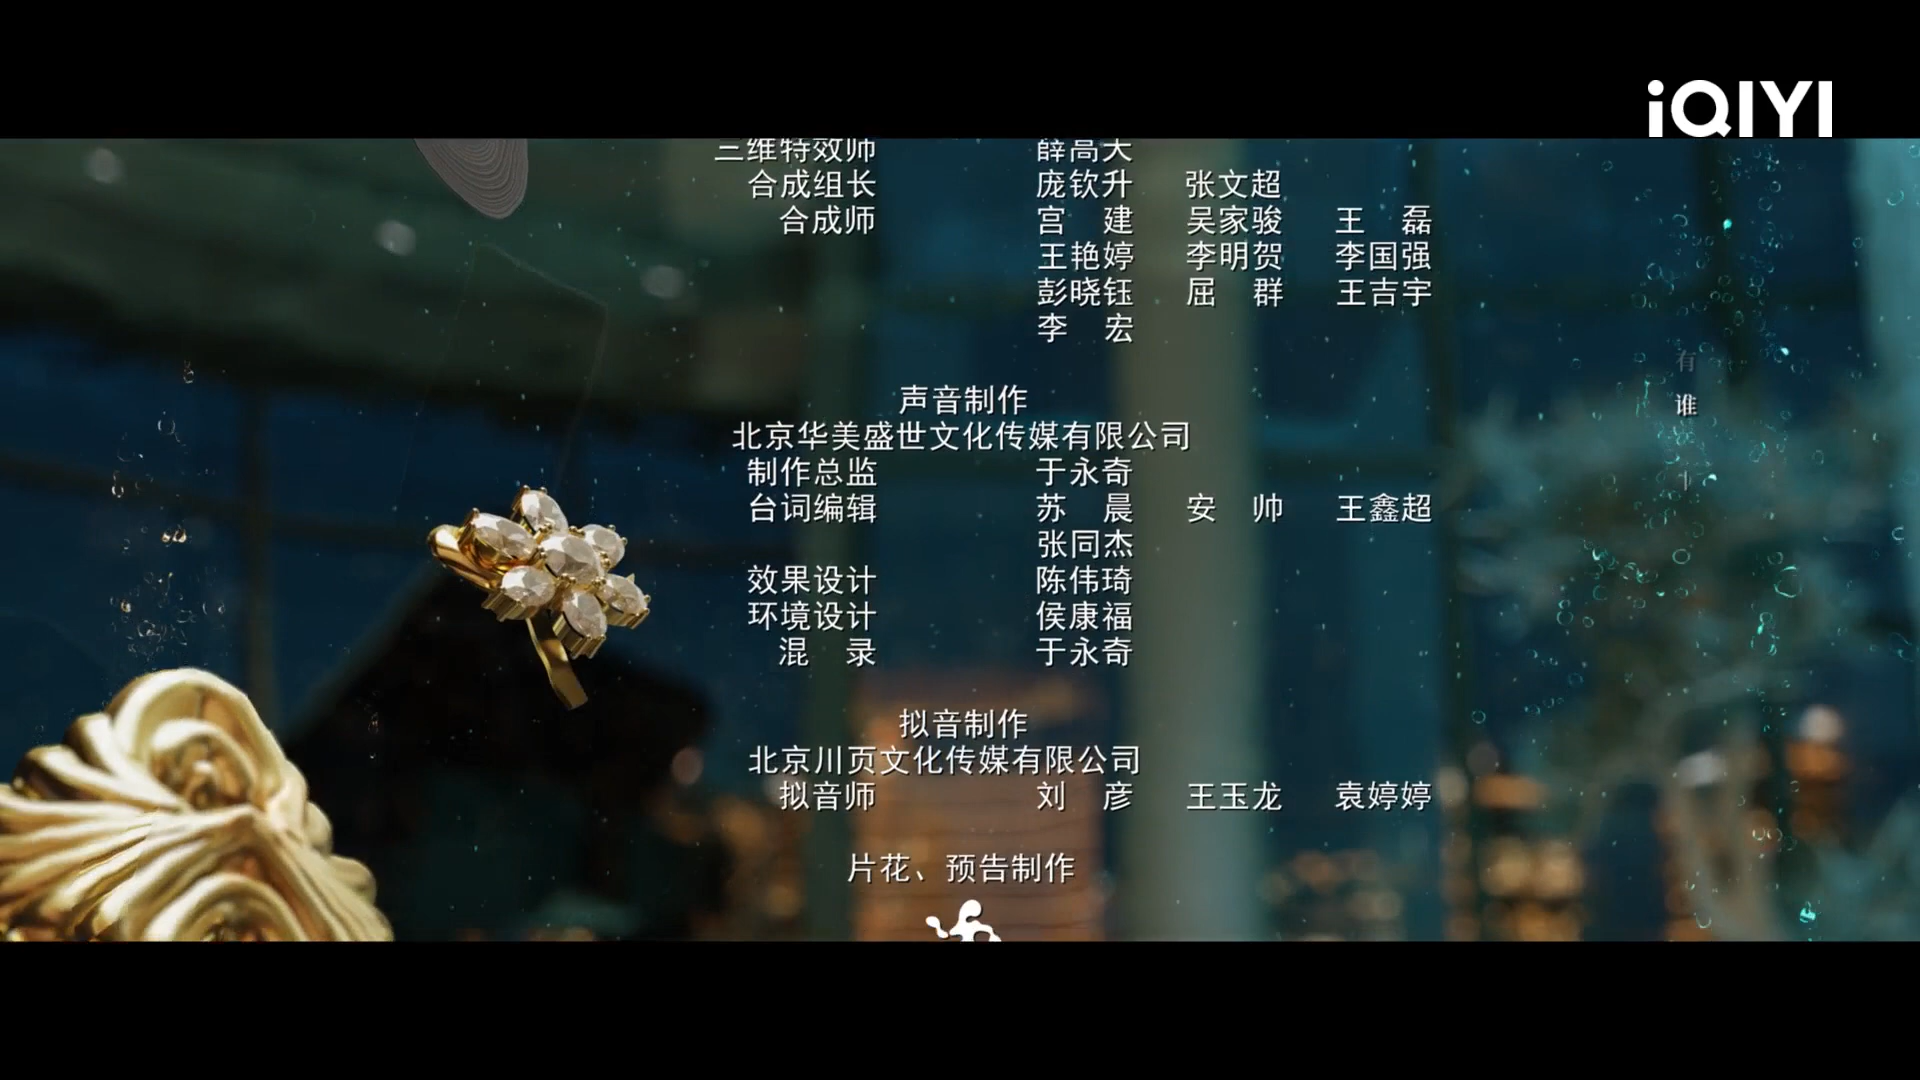 iQIYI
三维特效师 薛高天
合成组长 庞钦升 张文超
合成师 宫 建 吴家骏 王 磊
王艳婷 李明贺 李国强
彭晓钰 屈 群 王吉宇
李 宏
声音制作
北京华美盛世文化传媒有限公司
制作总监 于永奇
台词编辑 苏 晨 安 帅 王鑫超
张同杰
效果设计 陈伟琦
环境设计 侯康福
混 录 于永奇
拟音制作
北京川页文化传媒有限公司
拟音师 刘 彦 王玉龙 袁婷婷
片花、预告制作
有谁